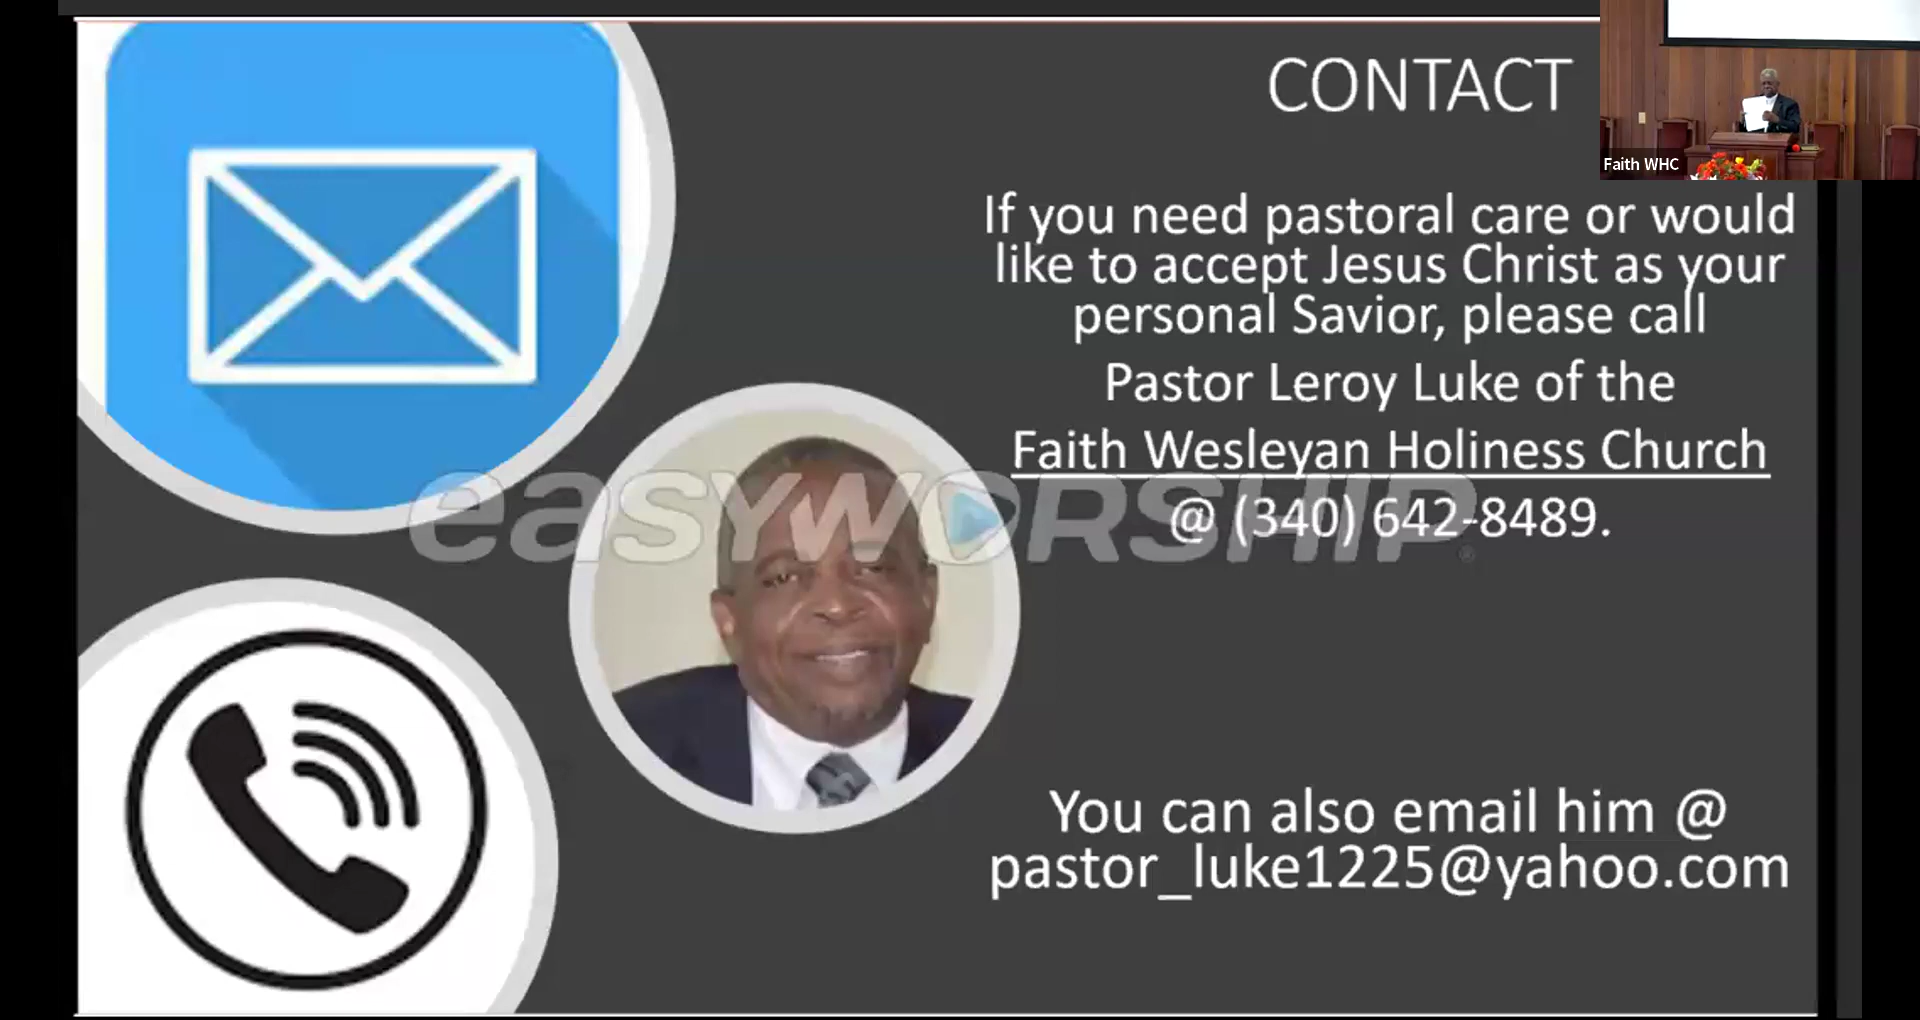 CONTACT
Faith WHC
If you need pastoral care or would
like to accept Jesus Christ as your
personal Savior, please call
Pastor Leroy Luke of the
Faith Wesleyan Holiness Church
@ (340) 642-8489.
easyWORSHIP®
You can also email him @
pastor_luke1225@yahoo.com